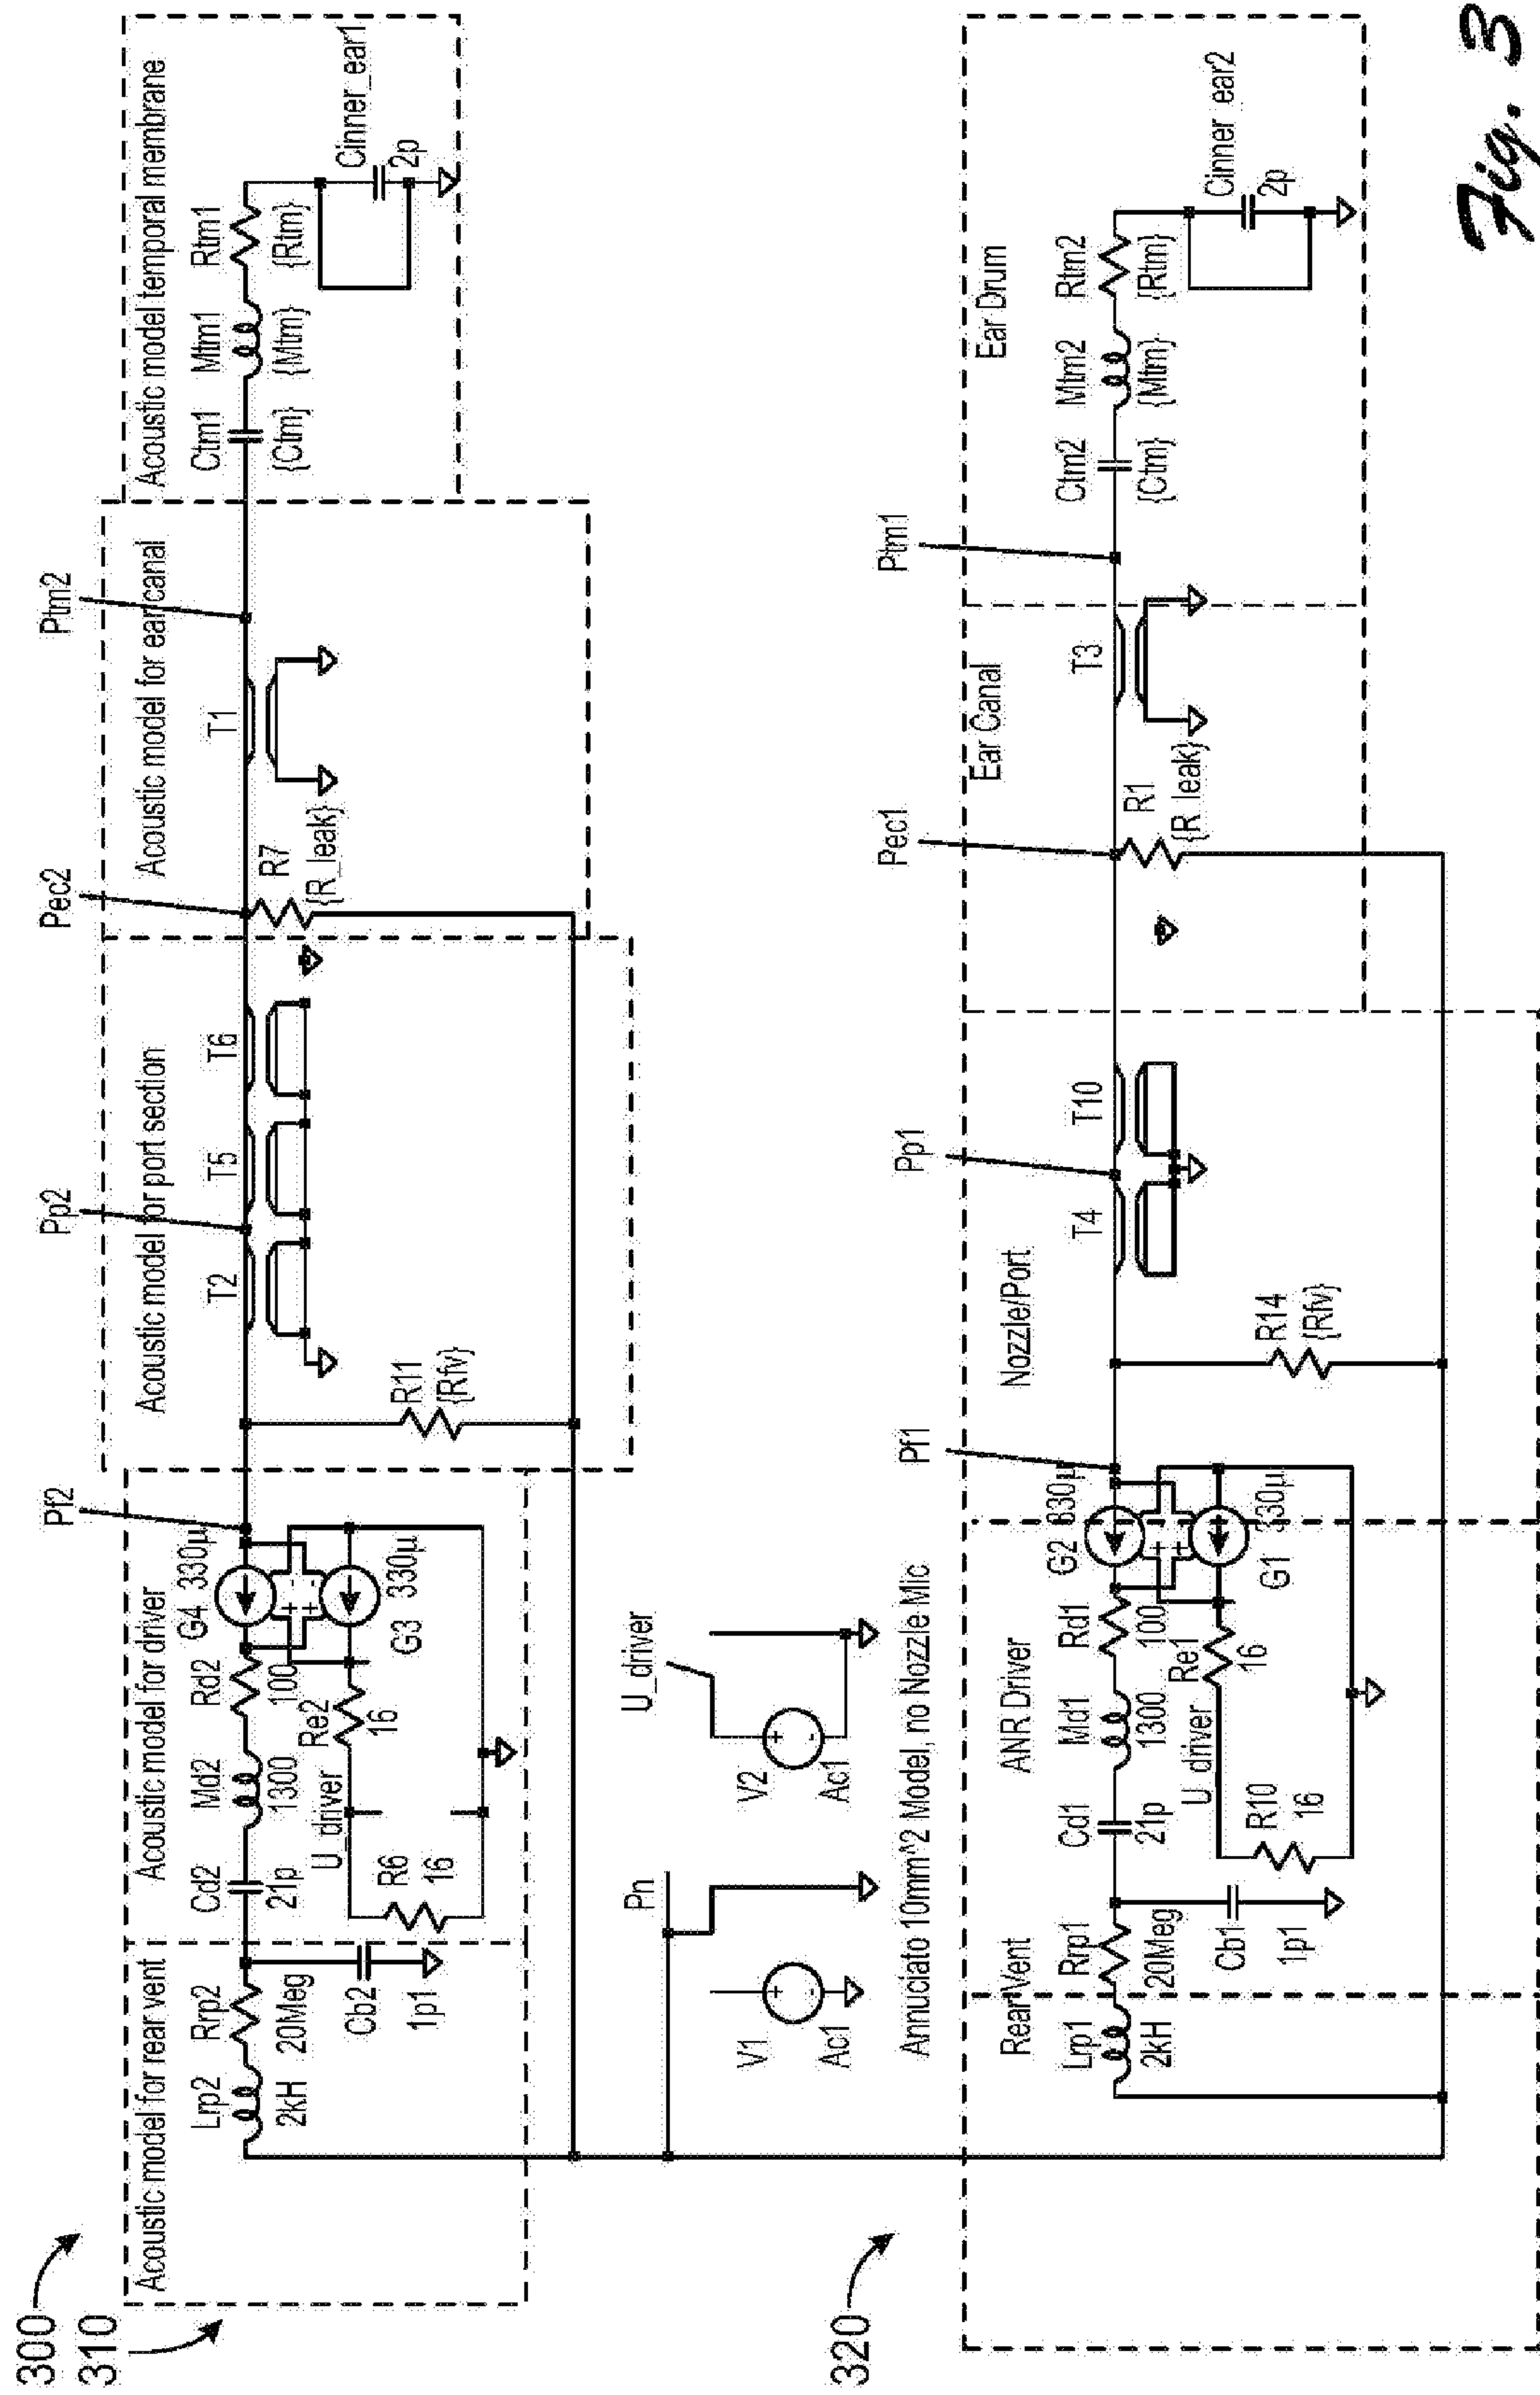 300
310
Acoustic model for rear vent
Lrp2
2kH
Rrp2
20Meg
Cb2
1p1
Acoustic model for driver
Cd2
21p
Md2
1300
Rd2
100
G4
330µ
U_driver
R6
16
Re2
16
330µ
G3
Pf2
Acoustic model for port section
R11
{Rfv}
T2
Pp2
T5
T6
Acoustic model for ear canal
Pec2
R7
{R_leak}
T1
Ptm2
Acoustic model temporal membrane
Ctm1
{Ctm}
Mtm1
{Mtm}
Rtm1
{Rtm}
Cinner_ear1
2p
V1
Ac1
Pn
V2
Ac1
U_driver
320
Annuciato 10mm^2 Model, no Nozzle Mic
Rear Vent
Lrp1
2kH
Rrp1
20Meg
Cb1
1p1
ANR Driver
Cd1
21p
Md1
1300
Rd1
100
G2
330µ
U_driver
R10
16
Re1
16
G1
330µ
Pf1
Nozzle/Port
R14
{Rfv}
T4
Pp1
T10
Ear Canal
Pec1
R1
{R_leak}
T3
Ptm1
Ear Drum
Ctm2
{Ctm}
Mtm2
{Mtm}
Rtm2
{Rtm}
Cinner_ear2
2p
Fig. 3